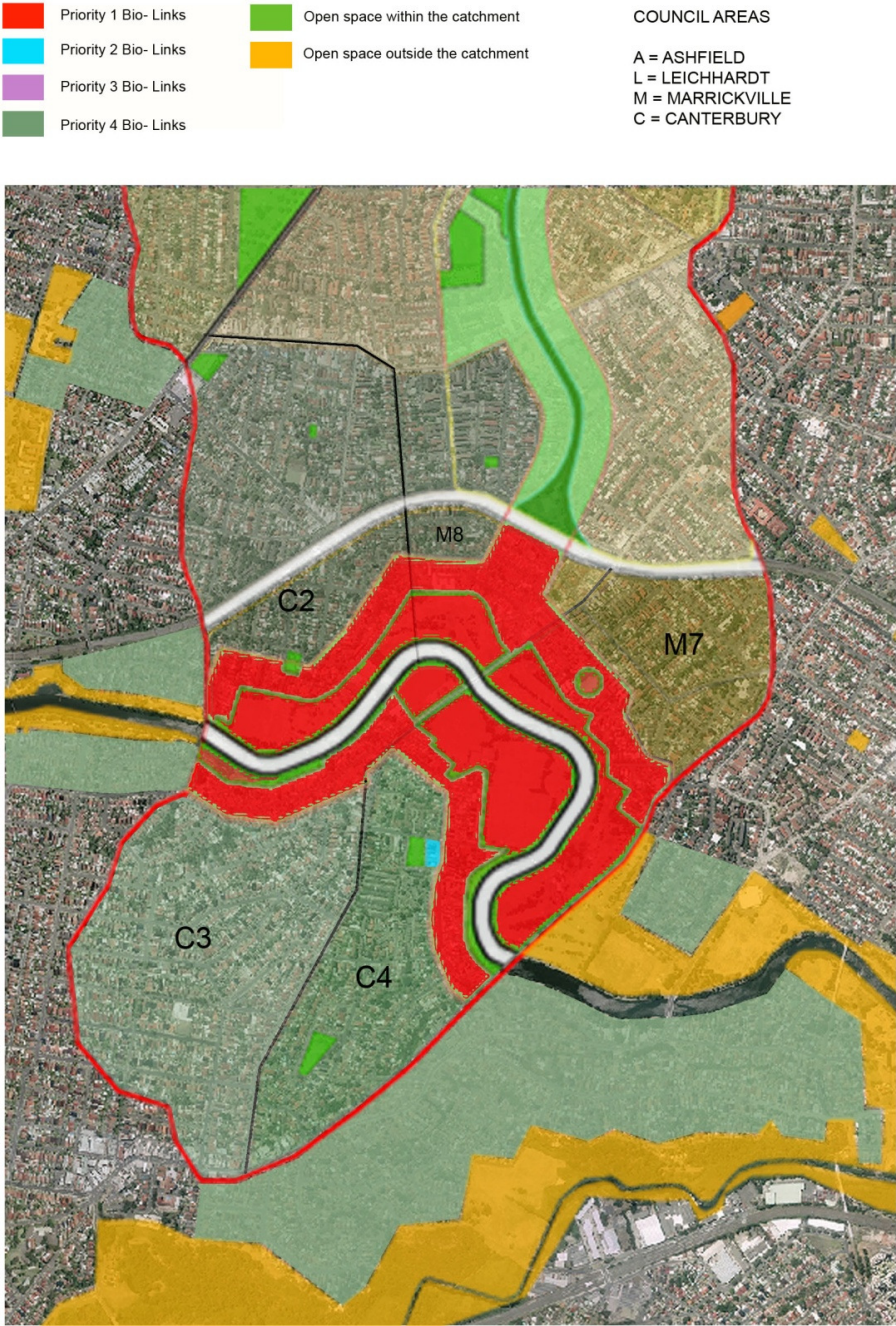 Priority 1 Bio- Links
Priority 2 Bio- Links
Priority 3 Bio- Links
Priority 4 Bio- Links
Open space within the catchment
Open space outside the catchment
COUNCIL AREAS
A = ASHFIELD
L = LEICHHARDT
M = MARRICKVILLE
C = CANTERBURY
M8
C2
M7
C3
C4